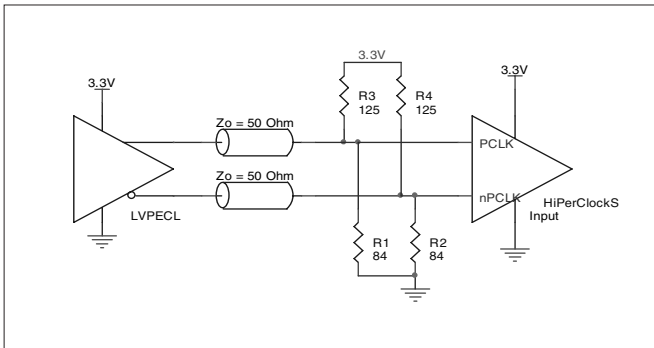 3.3V
3.3V
3.3V
R3
125
R4
125
Zo = 50 Ohm
PCLK
Zo = 50 Ohm
nPCLK
HiPerClockS
Input
LVPECL
R1
84
R2
84